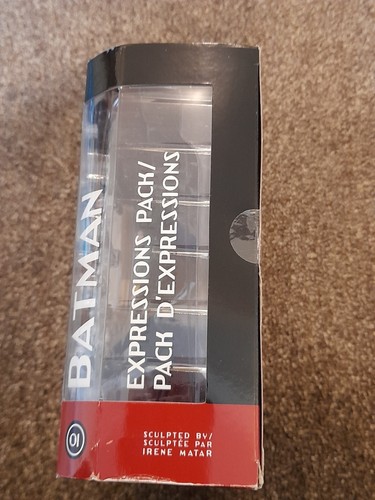 BATMAN
EXPRESSIONS PACK/
PACK D'EXPRESSIONS
01
SCULPTED BY/
SCULPTÉE PAR
IRENE MATAR